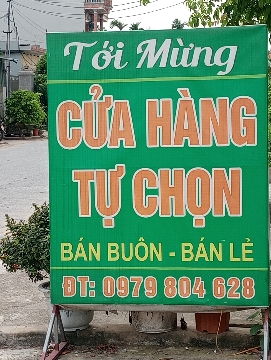 Tới Mừng
CỬA HÀNG
TỰ CHỌN
BÁN BUÔN - BÁN LẺ
ĐT: 0979 804 628